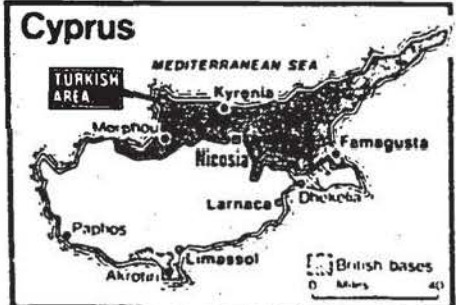 Cyprus
MEDITERRANEAN SEA
TURKISH
AREA
Kyrenia
Morphou
Nicosia
Famagusta
Larnaca
Dhekelia
Paphos
Limassol
Akrotiri
British bases
0 Miles 40